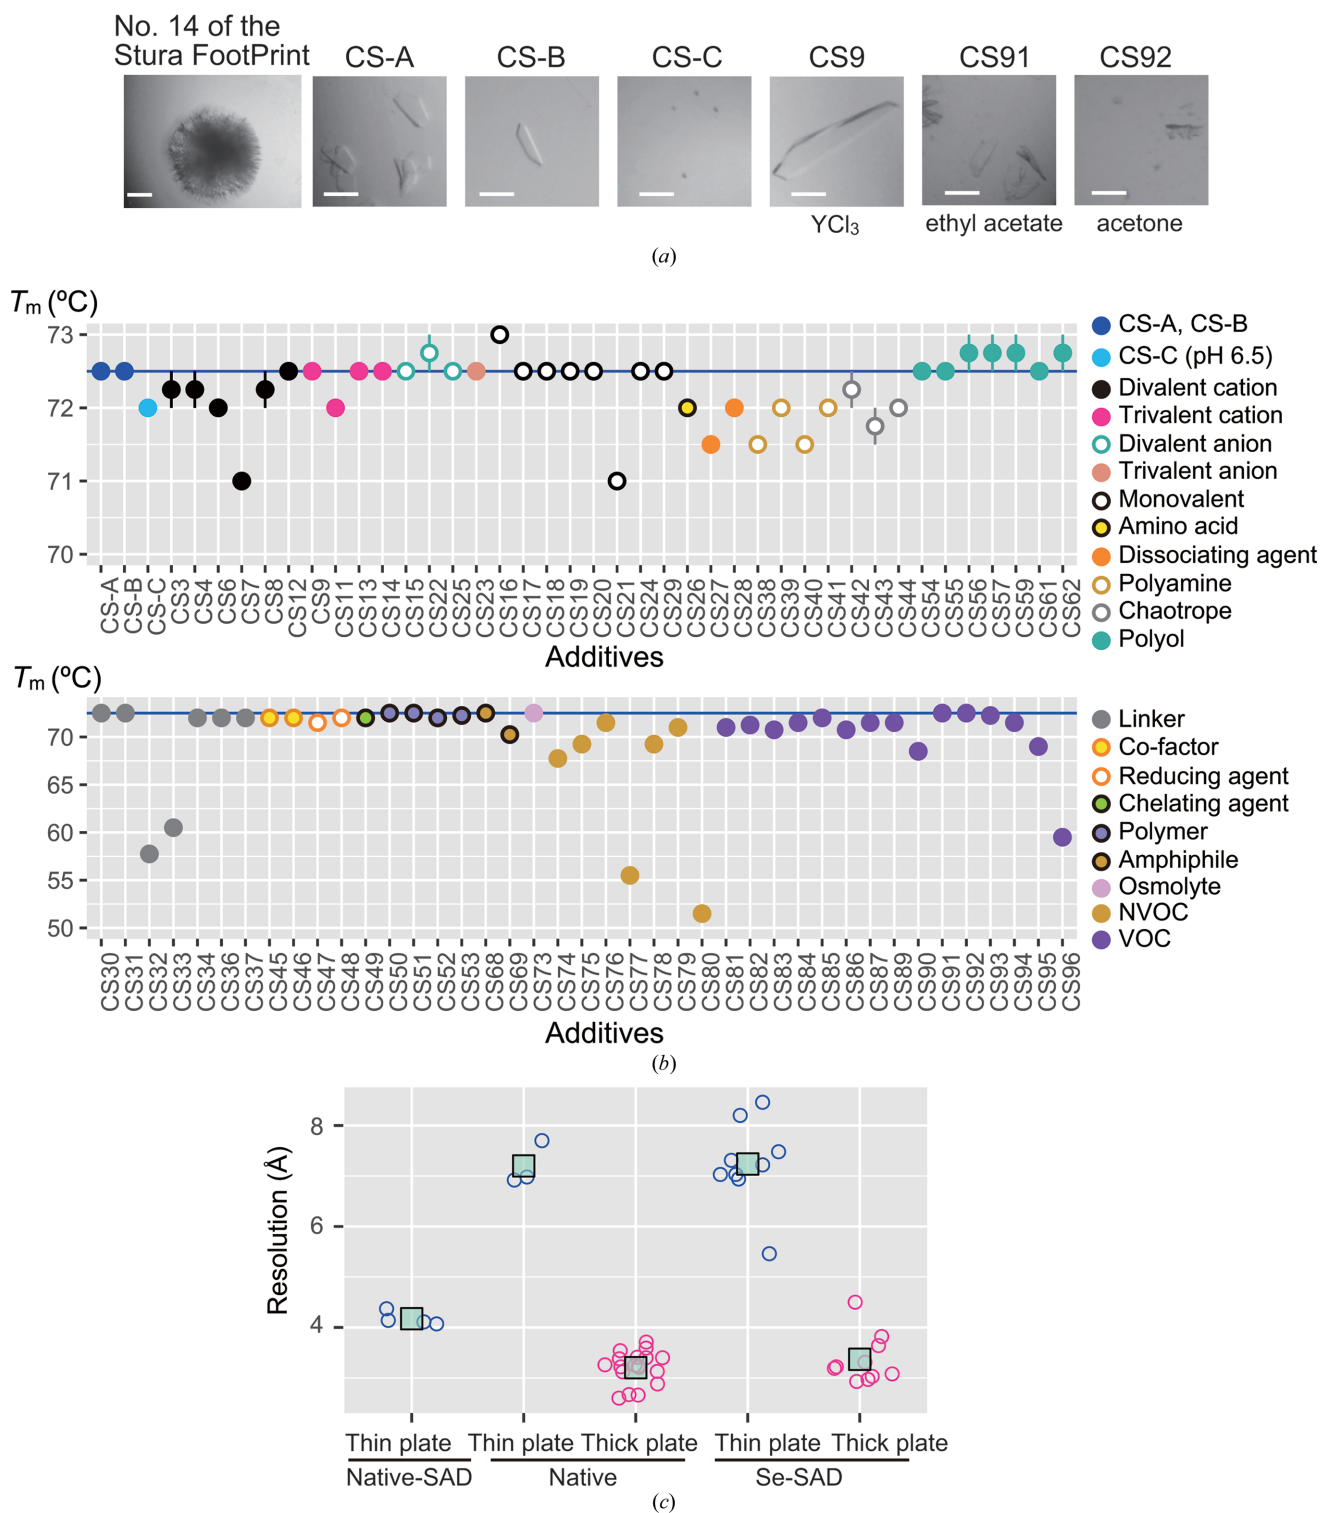 No. 14 of the
Stura FootPrint
CS-A
CS-B
CS-C
CS9
CS91
CS92
YCl3
ethyl acetate
acetone
(a)
Tm (ºC)
73
72
71
70
CS-A
CS-B
CS-C
CS3
CS4
CS6
CS7
CS8
CS12
CS9
CS11
CS13
CS14
CS15
CS22
CS25
CS23
CS16
CS17
CS18
CS19
CS20
CS21
CS24
CS29
CS26
CS27
CS28
CS38
CS39
CS40
CS41
CS42
CS43
CS44
CS54
CS55
CS56
CS57
CS59
CS61
CS62
Additives
CS-A, CS-B
CS-C (pH 6.5)
Divalent cation
Trivalent cation
Divalent anion
Trivalent anion
Monovalent
Amino acid
Dissociating agent
Polyamine
Chaotrope
Polyol
Tm (ºC)
70
65
60
55
50
CS30
CS31
CS32
CS33
CS34
CS36
CS37
CS45
CS46
CS47
CS48
CS49
CS50
CS51
CS52
CS53
CS68
CS69
CS73
CS74
CS75
CS76
CS77
CS78
CS79
CS80
CS81
CS82
CS83
CS84
CS85
CS86
CS87
CS89
CS90
CS91
CS92
CS93
CS94
CS95
CS96
Additives
Linker
Co-factor
Reducing agent
Chelating agent
Polymer
Amphiphile
Osmolyte
NVOC
VOC
(b)
Resolution (Å)
8
6
4
Thin plate
Thin plate
Thick plate
Thin plate
Thick plate
Native-SAD
Native
Se-SAD
(c)